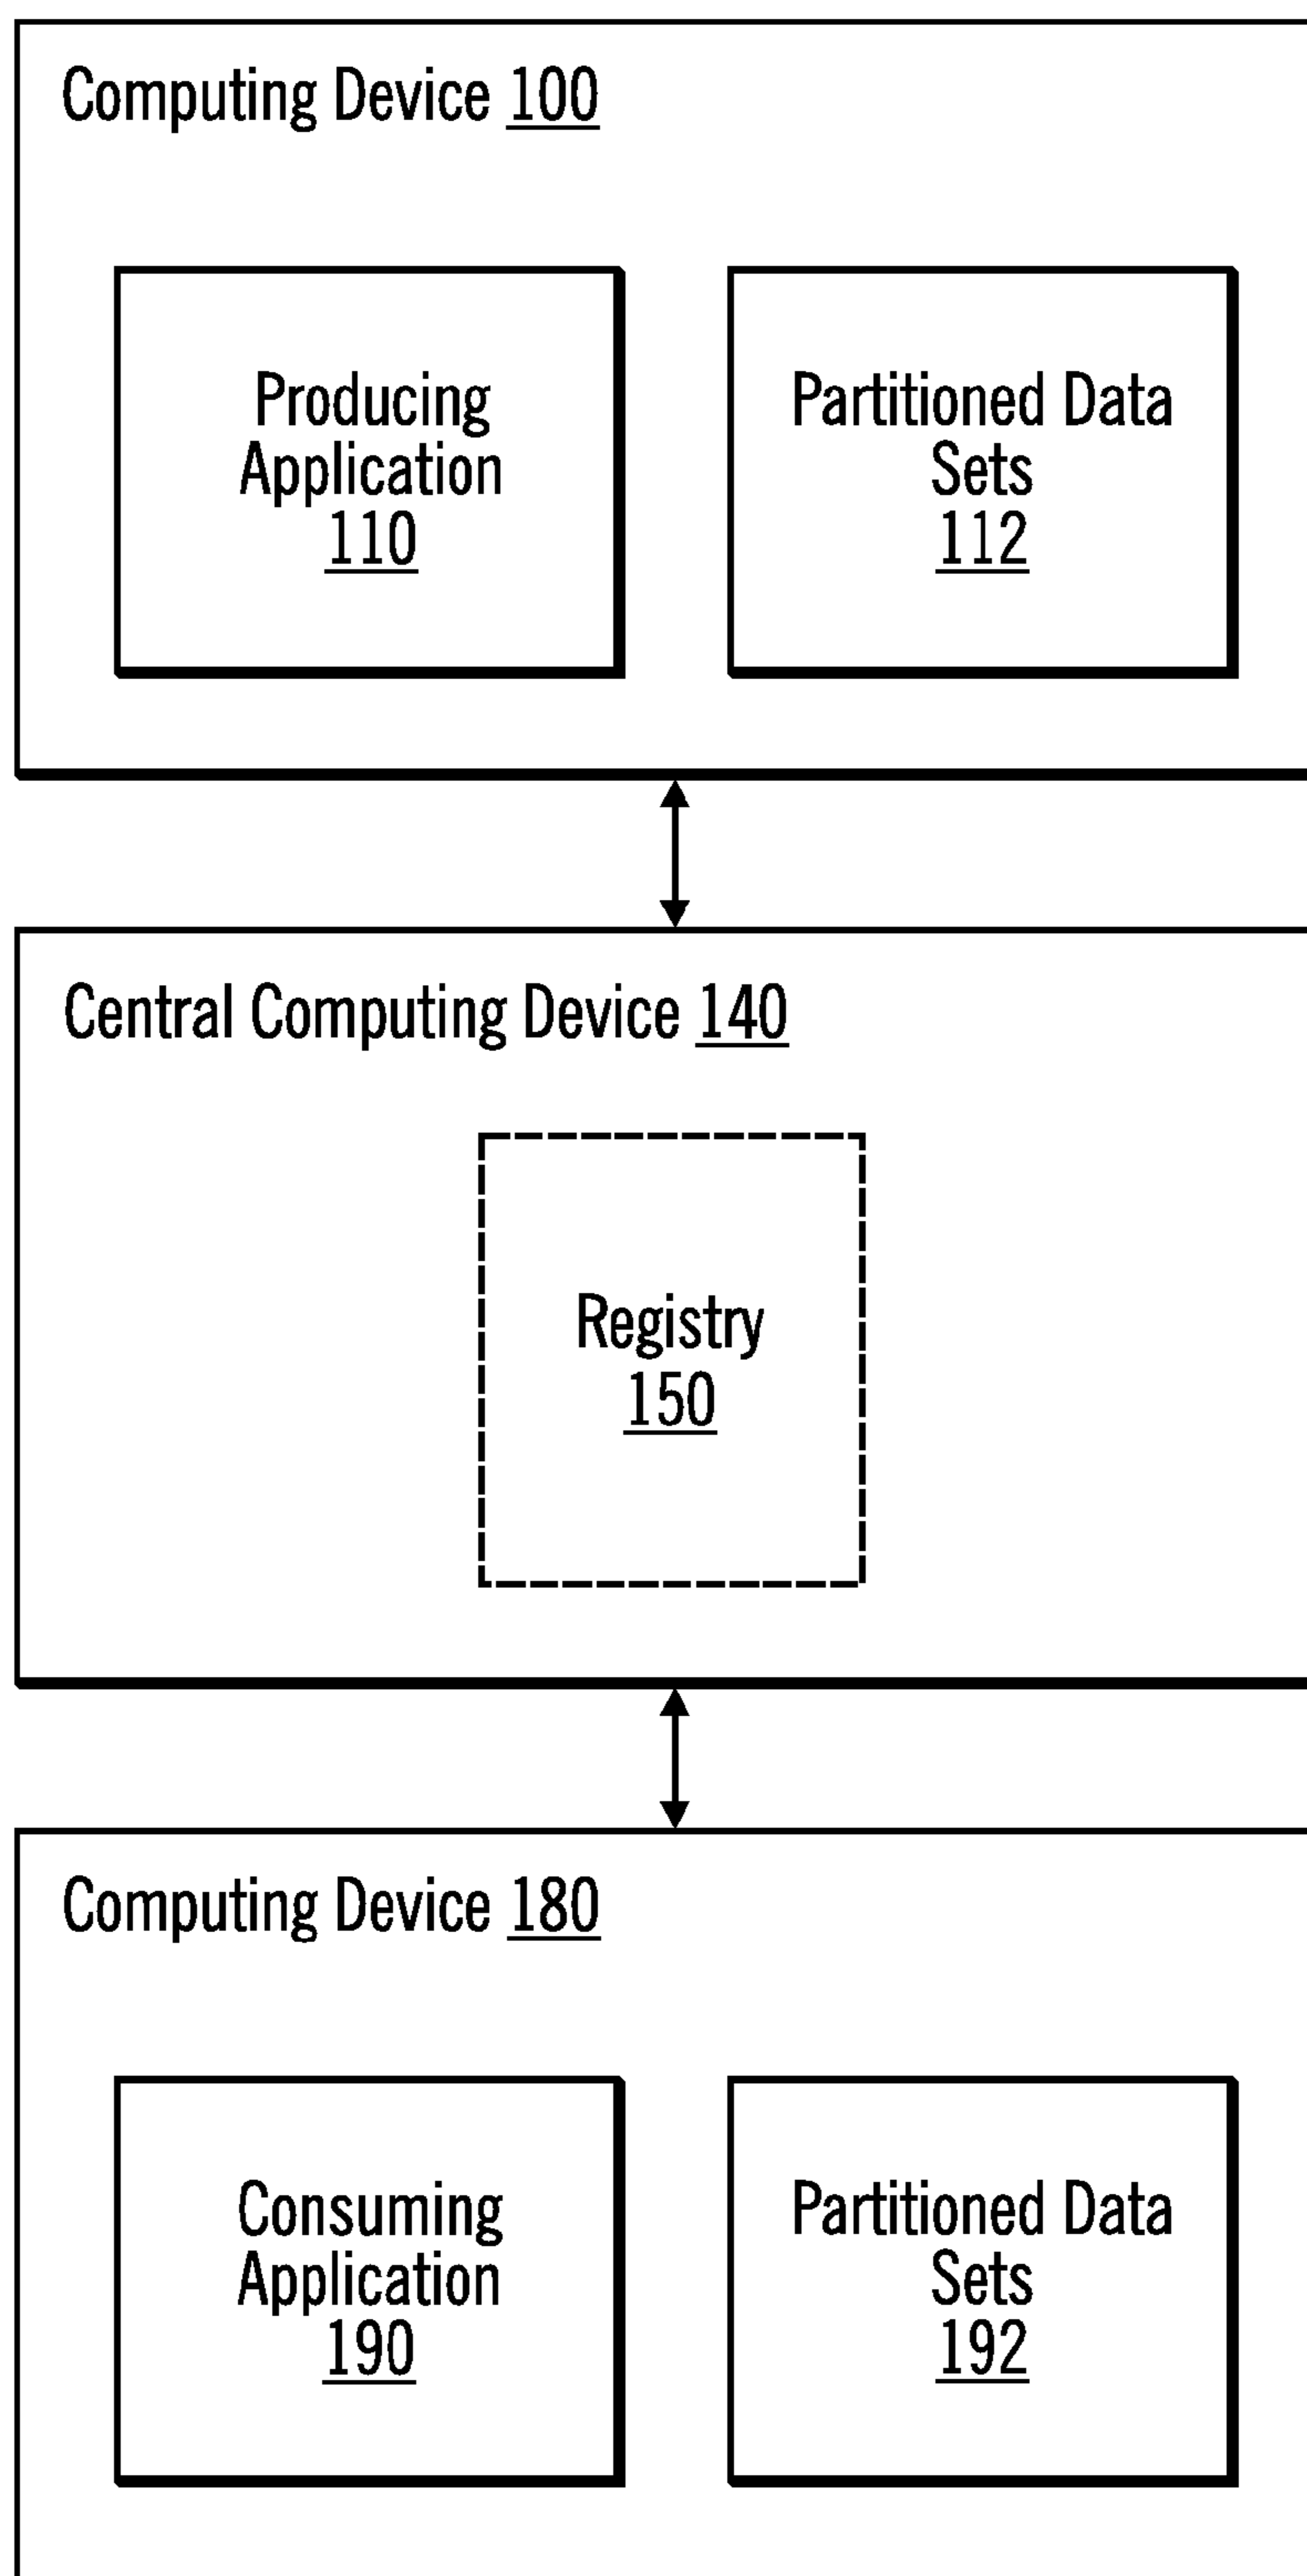 Computing Device 100
Producing
Application
110
Partitioned Data
Sets
112
Central Computing Device 140
Registry
150
Computing Device 180
Consuming
Application
190
Partitioned Data
Sets
192